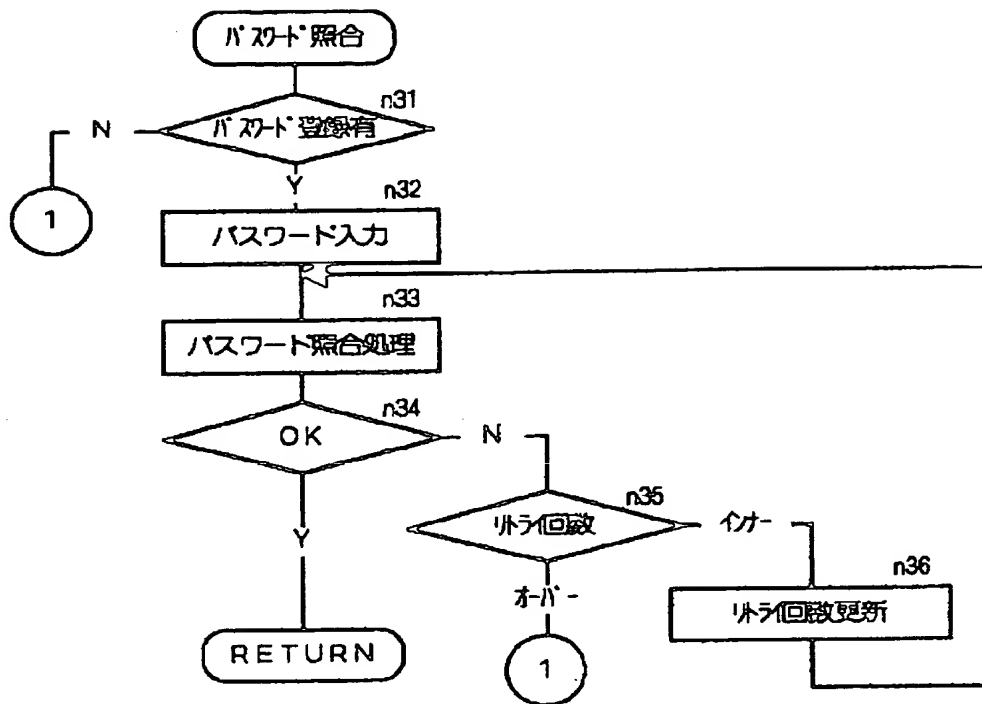 パスワード照合
n31
パスワード登録有
N
1
Y
n32
パスワード入力
n33
パスワード照合処理
n34
OK
N
n35
リトライ回数
インナー
Y
n36
オーバー
リトライ回数更新
RETURN
1